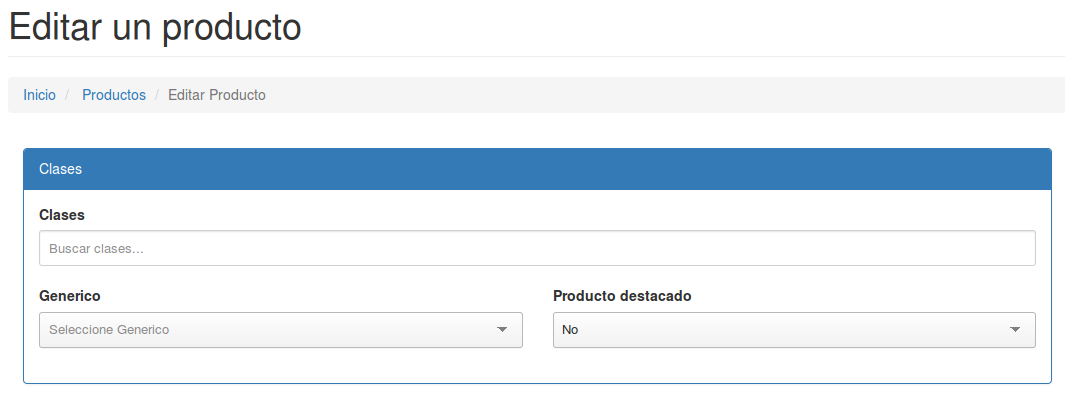 Editar un producto
Inicio / Productos / Editar Producto
Clases
Clases
Buscar clases...
Generico Producto destacado
Seleccione Generico No